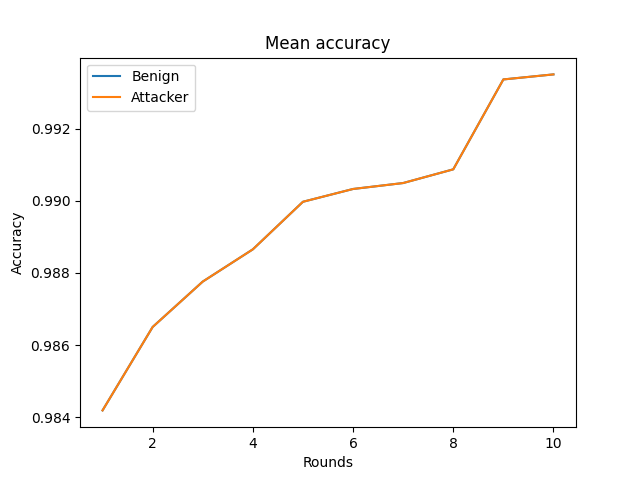 Mean accuracy
Benign
Attacker
0.992
0.990
0.988
0.986
0.984
Accuracy
2 4 6 8 10
Rounds